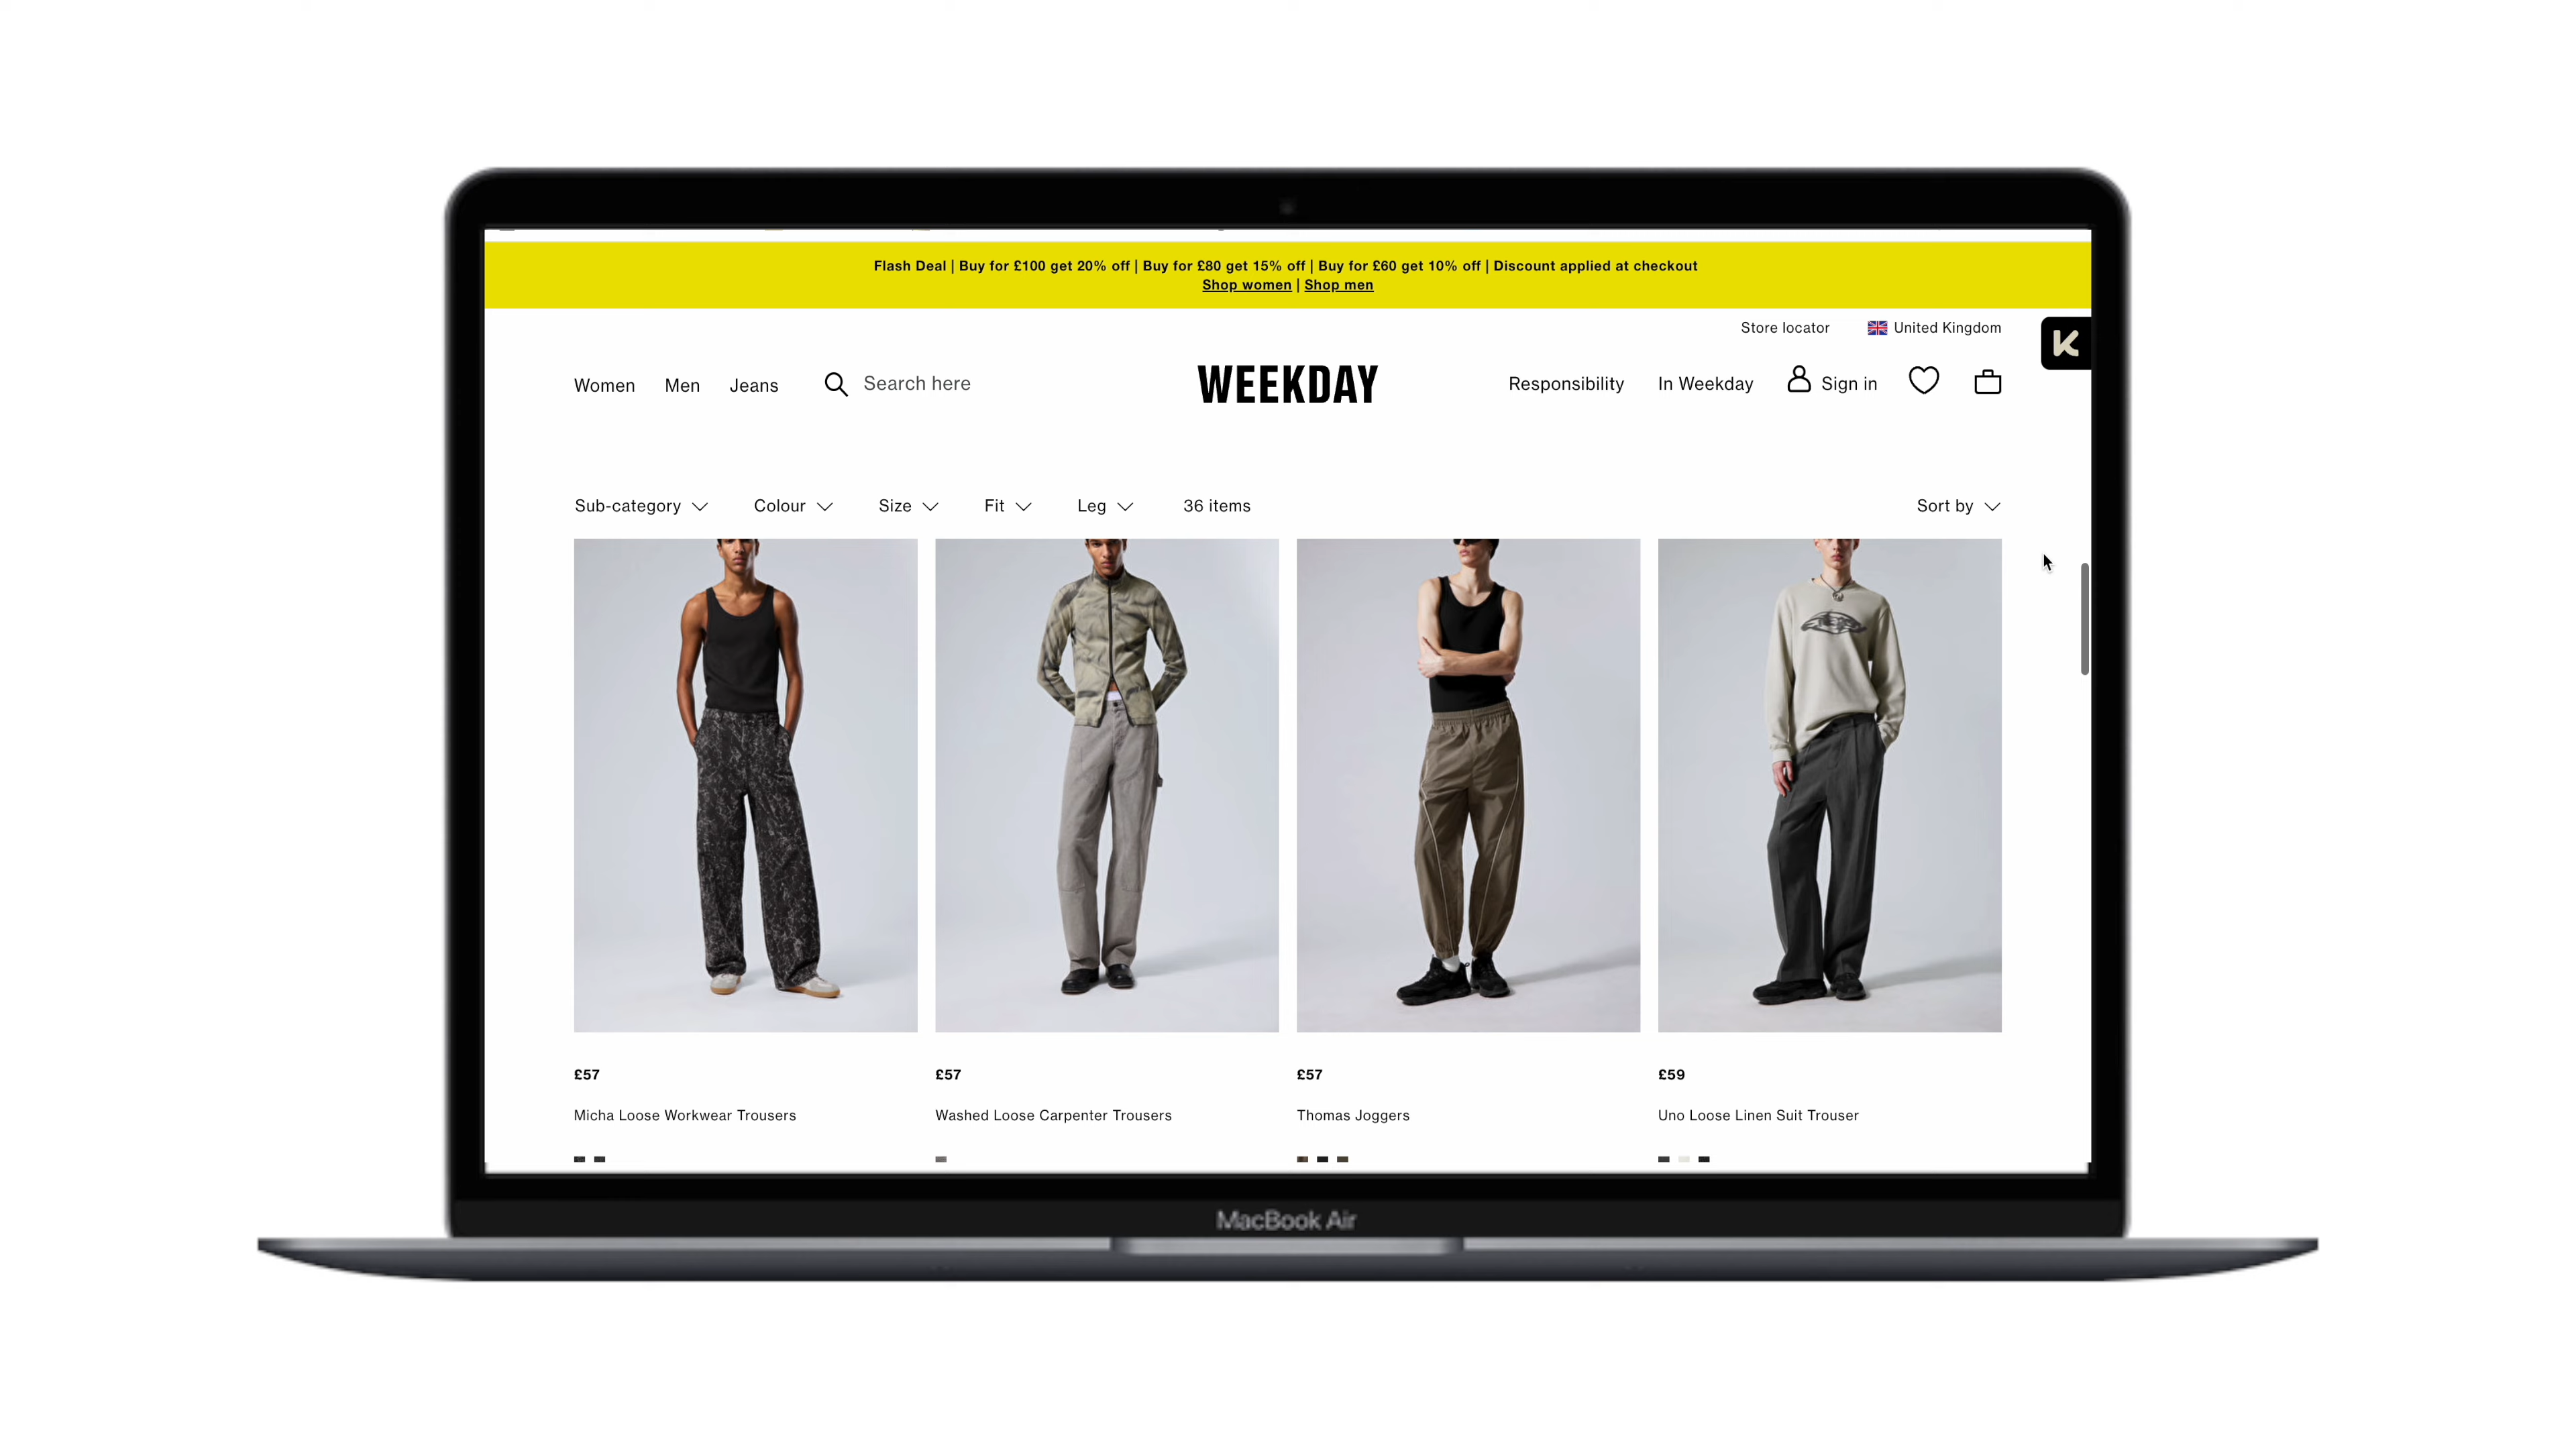 Flash Deal | Buy for £100 get 20% off | Buy for £80 get 15% off | Buy for £60 get 10% off | Discount applied at checkout
Shop women | Shop men
Store locator United Kingdom
K
Women Men Jeans Search here WEEKDAY Responsibility In Weekday Sign in
Sub-category Colour Size Fit Leg 36 items Sort by
£57 £57 £57 £59
Micha Loose Workwear Trousers Washed Loose Carpenter Trousers Thomas Joggers Uno Loose Linen Suit Trouser
MacBook Air